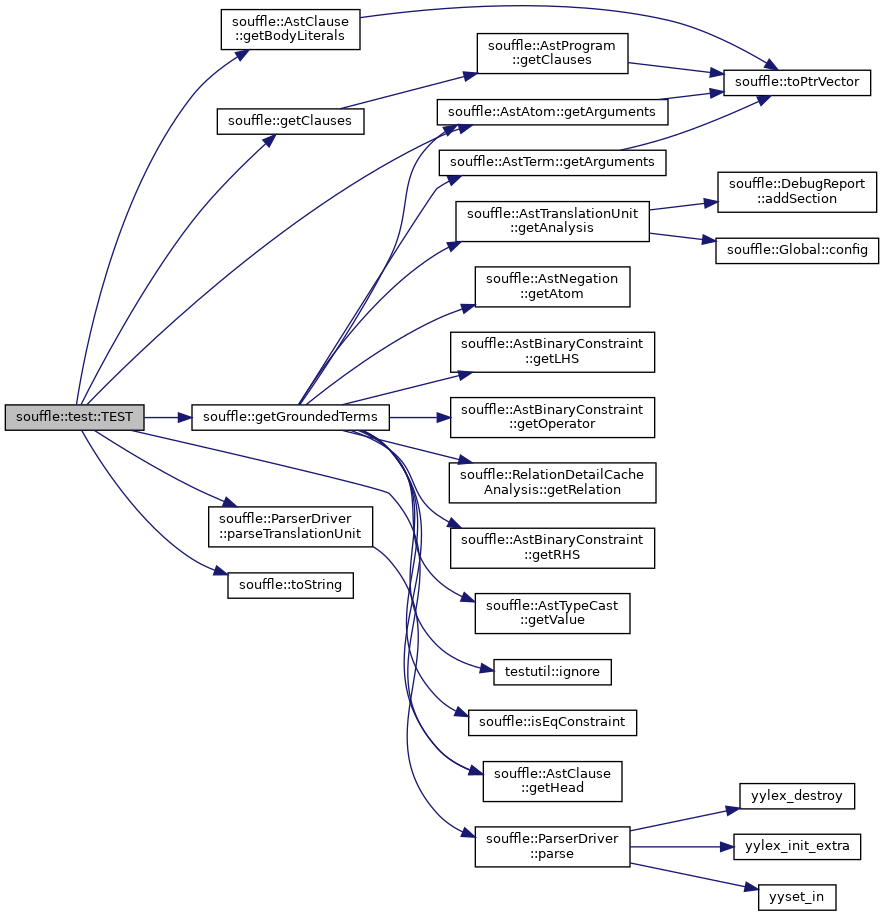 souffle::AstClause
::getBodyLiterals
souffle::AstProgram
::getClauses
souffle::toPtrVector
souffle::getClauses
souffle::AstAtom::getArguments
souffle::AstTerm::getArguments
souffle::DebugReport
::addSection
souffle::AstTranslationUnit
::getAnalysis
souffle::Global::config
souffle::AstNegation
::getAtom
souffle::AstBinaryConstraint
::getLHS
souffle::test::TEST
souffle::getGroundedTerms
souffle::AstBinaryConstraint
::getOperator
souffle::RelationDetailCache
Analysis::getRelation
souffle::ParserDriver
::parseTranslationUnit
souffle::AstBinaryConstraint
::getRHS
souffle::toString
souffle::AstTypeCast
::getValue
testutil::ignore
souffle::isEqConstraint
souffle::AstClause
::getHead
souffle::ParserDriver
::parse
yylex_destroy
yylex_init_extra
yyset_in